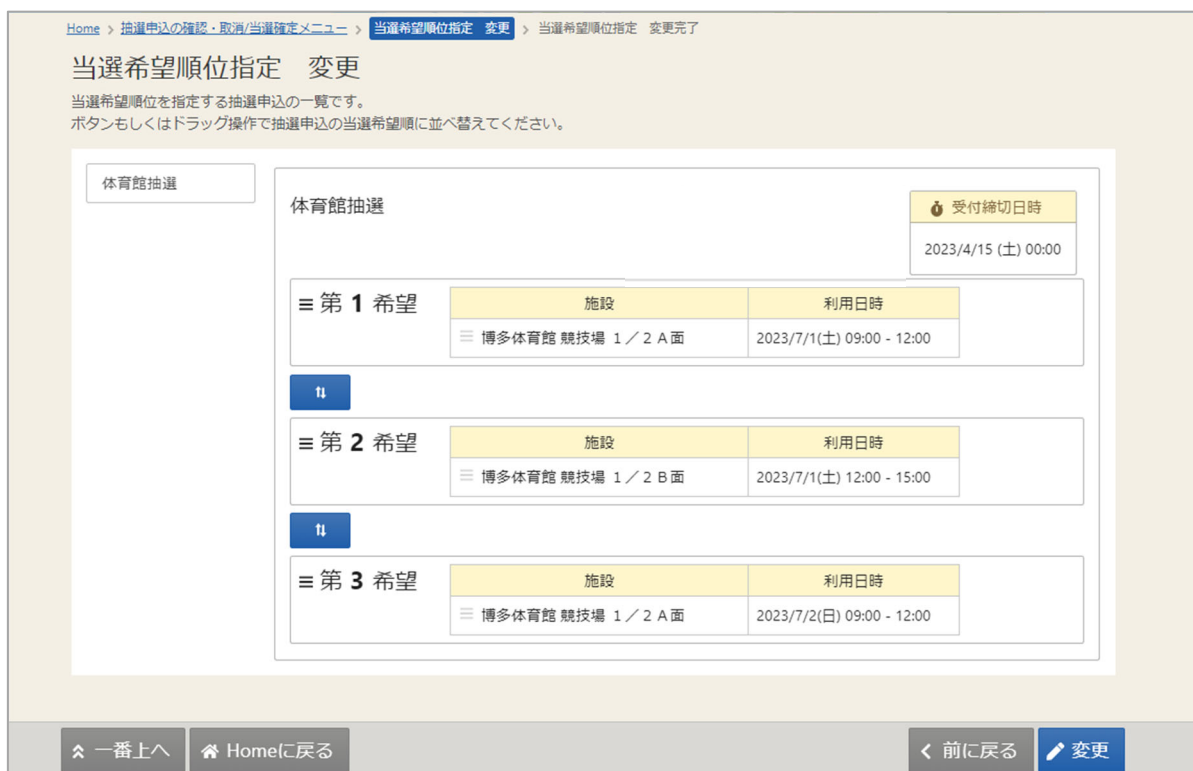 Home > 抽選申込の確認・取消/当選確定メニュー > 当選希望順位指定　変更 > 当選希望順位指定　変更完了
当選希望順位指定　変更
当選希望順位を指定する抽選申込の一覧です。
ボタンもしくはドラッグ操作で抽選申込の当選希望順に並べ替えてください。
体育館抽選
体育館抽選
受付締切日時
2023/4/15 (土) 00:00
第 1 希望
施設 利用日時
博多体育館 競技場 １／２Ａ面 2023/7/1(土) 09:00 - 12:00
第 2 希望
施設 利用日時
博多体育館 競技場 １／２Ｂ面 2023/7/1(土) 12:00 - 15:00
第 3 希望
施設 利用日時
博多体育館 競技場 １／２Ａ面 2023/7/2(日) 09:00 - 12:00
一番上へ Homeに戻る 前に戻る 変更